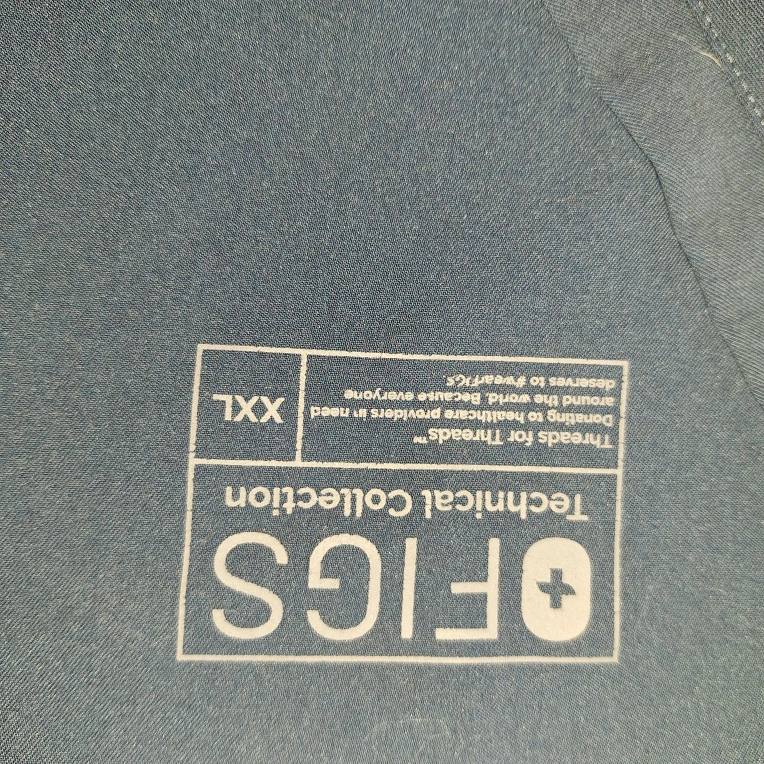 FIGS
Technical Collection
Threads for Threads™
Donating to healthcare providers in need
around the world. Because everyone
deserves to #wearFIGS.
XXL